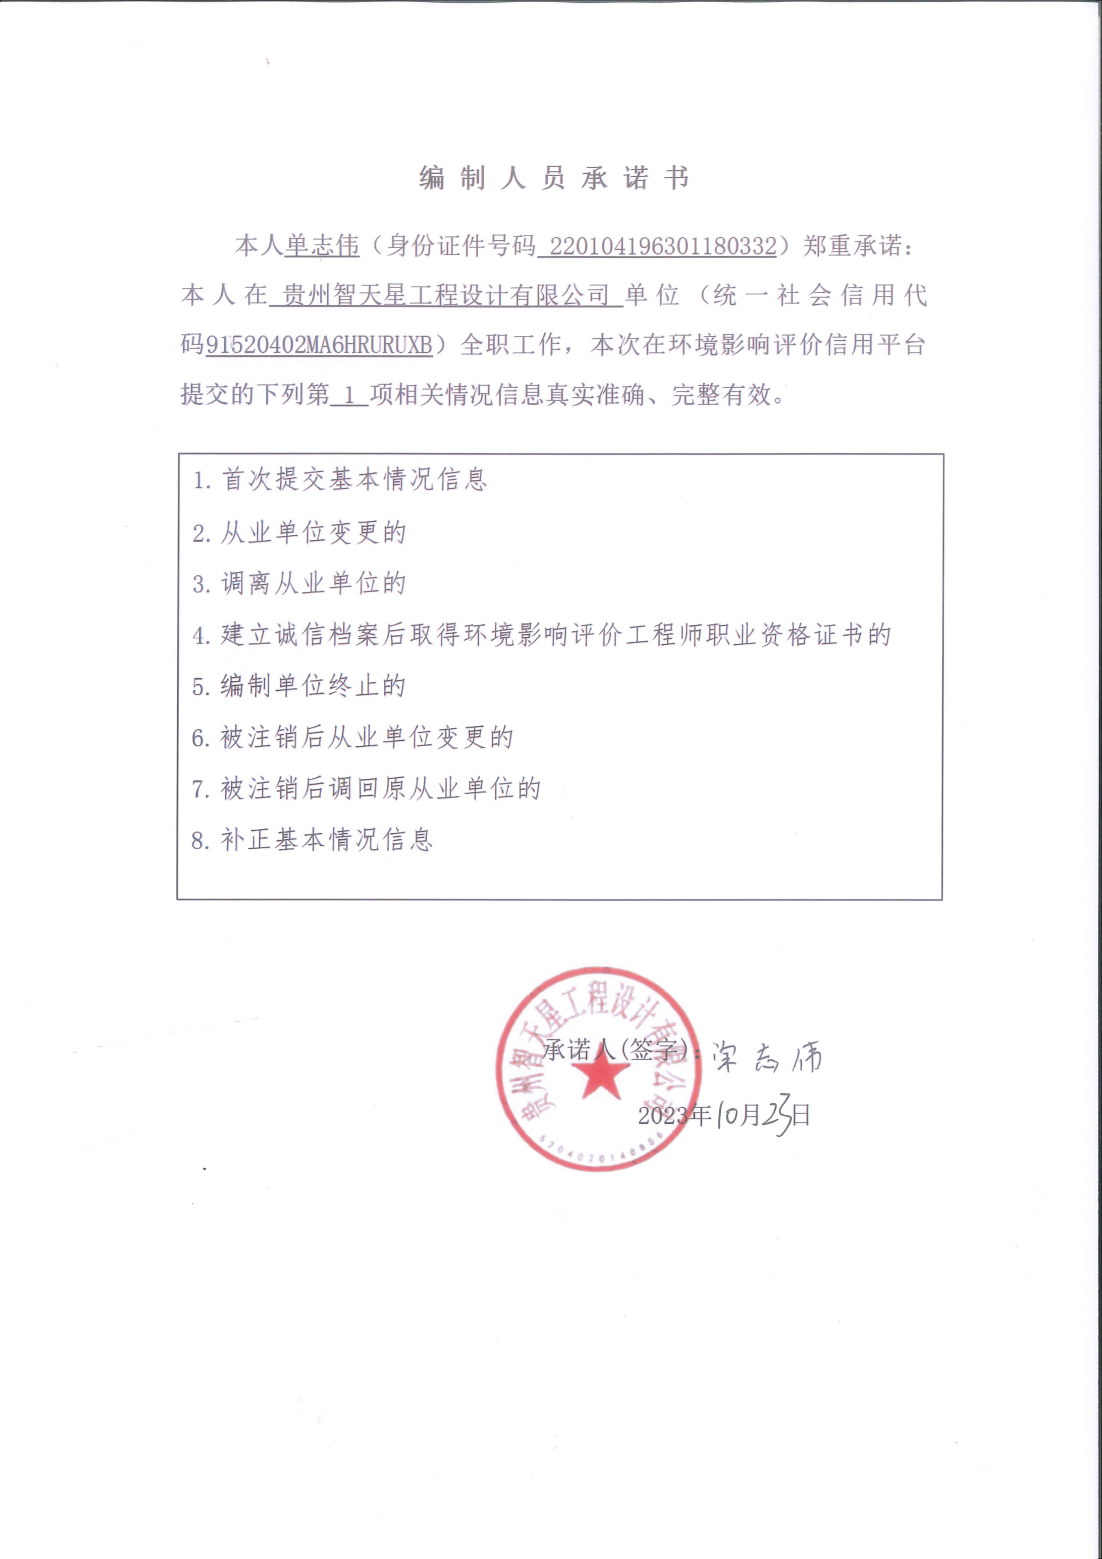 编制人员承诺书
本人单志伟（身份证件号码 220104196301180332）郑重承诺：
本人在 贵州智天星工程设计有限公司 单位（统一社会信用代
码91520402MA6HRURUXB）全职工作，本次在环境影响评价信用平台
提交的下列第 1 项相关情况信息真实准确、完整有效。
1. 首次提交基本情况信息
2. 从业单位变更的
3. 调离从业单位的
4. 建立诚信档案后取得环境影响评价工程师职业资格证书的
5. 编制单位终止的
6. 被注销后从业单位变更的
7. 被注销后调回原从业单位的
8. 补正基本情况信息
贵州智天星工程设计有限公司
承诺人(签字)：
志伟
2023年10月23日